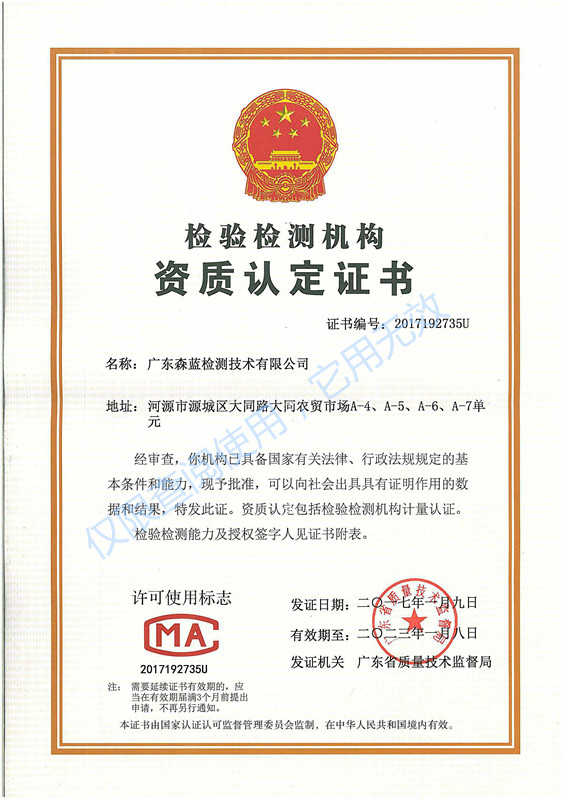 检验检测机构
资质认定证书
证书编号：2017192735U
名称：广东森蓝检测技术有限公司
地址：河源市源城区大同路大同农贸市场A-4、A-5、A-6、A-7单
元
经审查，你机构已具备国家有关法律、行政法规规定的基
本条件和能力，现予批准，可以向社会出具具有证明作用的数
据和结果，特发此证。资质认定包括检验检测机构计量认证。
检验检测能力及授权签字人见证书附表。
仅限查阅使用，它用无效
许可使用标志
MA
2017192735U
发证日期：二〇一七年一月九日
有效期至：二〇二三年一月八日
发证机关 广东省质量技术监督局
广东省质量技术监督局
注：需要延续证书有效期的，应
当在有效期届满3个月前提出
申请，不再另行通知。
本证书由国家认证认可监督管理委员会监制，在中华人民共和国境内有效。